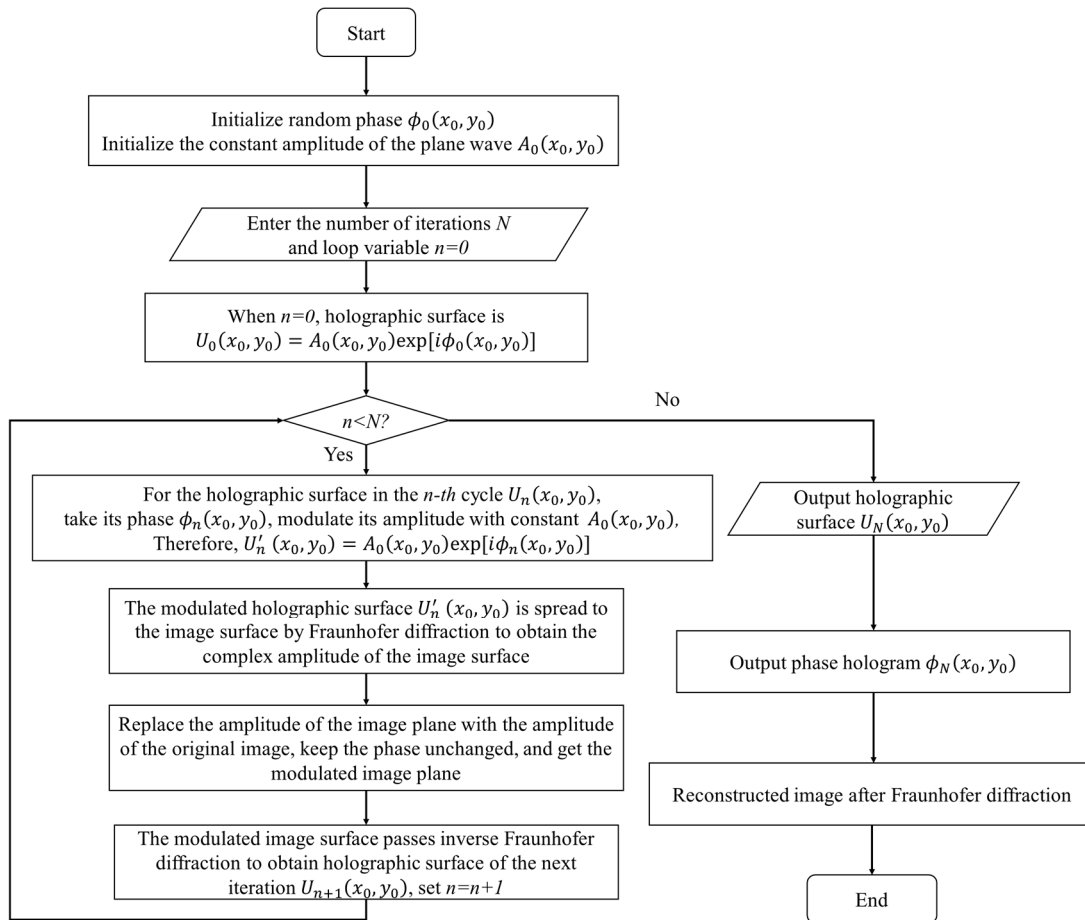 Start
Initialize random phase ϕ₀(x₀, y₀)
Initialize the constant amplitude of the plane wave A₀(x₀, y₀)
Enter the number of iterations N
and loop variable n=0
When n=0, holographic surface is
U₀(x₀, y₀) = A₀(x₀, y₀)exp[iϕ₀(x₀, y₀)]
n<N?
No
Yes
For the holographic surface in the n-th cycle Uₙ(x₀, y₀),
take its phase ϕₙ(x₀, y₀), modulate its amplitude with constant A₀(x₀, y₀),
Therefore, U′ₙ (x₀, y₀) = A₀(x₀, y₀)exp[iϕₙ(x₀, y₀)]
The modulated holographic surface U′ₙ (x₀, y₀) is spread to
the image surface by Fraunhofer diffraction to obtain the
complex amplitude of the image surface
Replace the amplitude of the image plane with the amplitude
of the original image, keep the phase unchanged, and get the
modulated image plane
The modulated image surface passes inverse Fraunhofer
diffraction to obtain holographic surface of the next
iteration Uₙ₊₁(x₀, y₀), set n=n+1
Output holographic
surface U_N(x₀, y₀)
Output phase hologram ϕ_N(x₀, y₀)
Reconstructed image after Fraunhofer diffraction
End